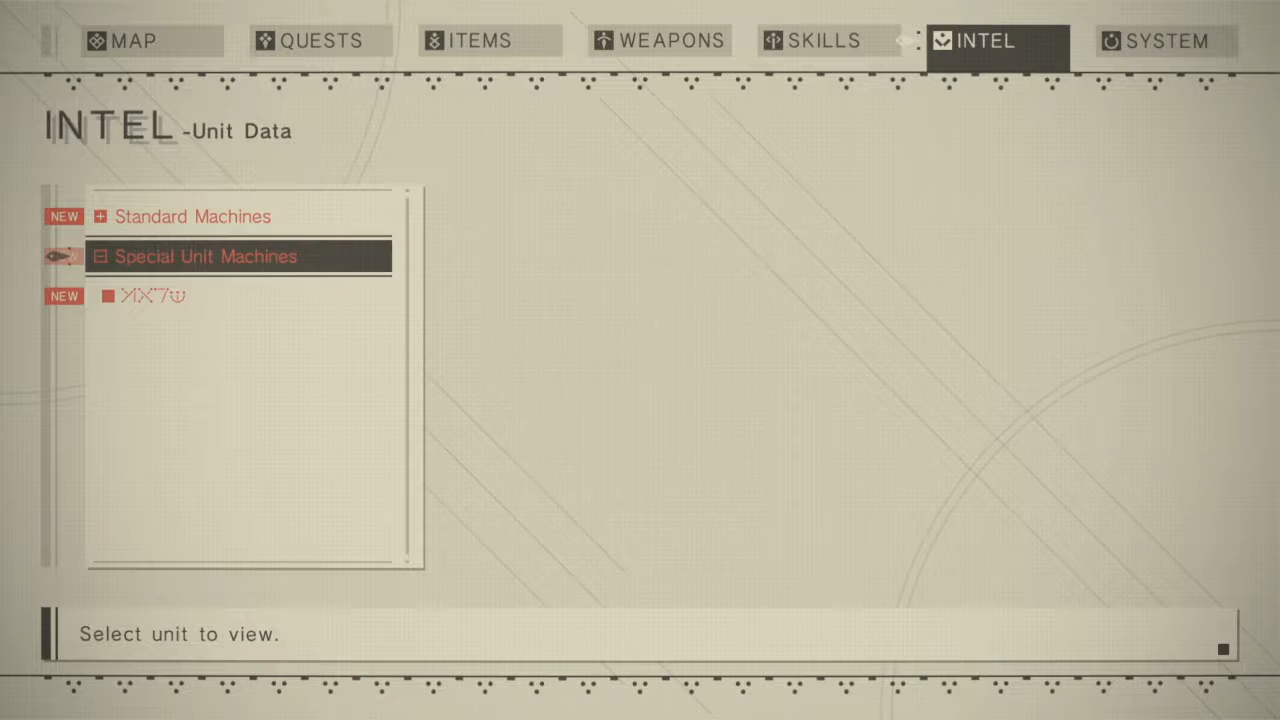 MAP
QUESTS
ITEMS
WEAPONS
SKILLS
INTEL
SYSTEM
INTEL -Unit Data
NEW Standard Machines
Special Unit Machines
NEW
Select unit to view.